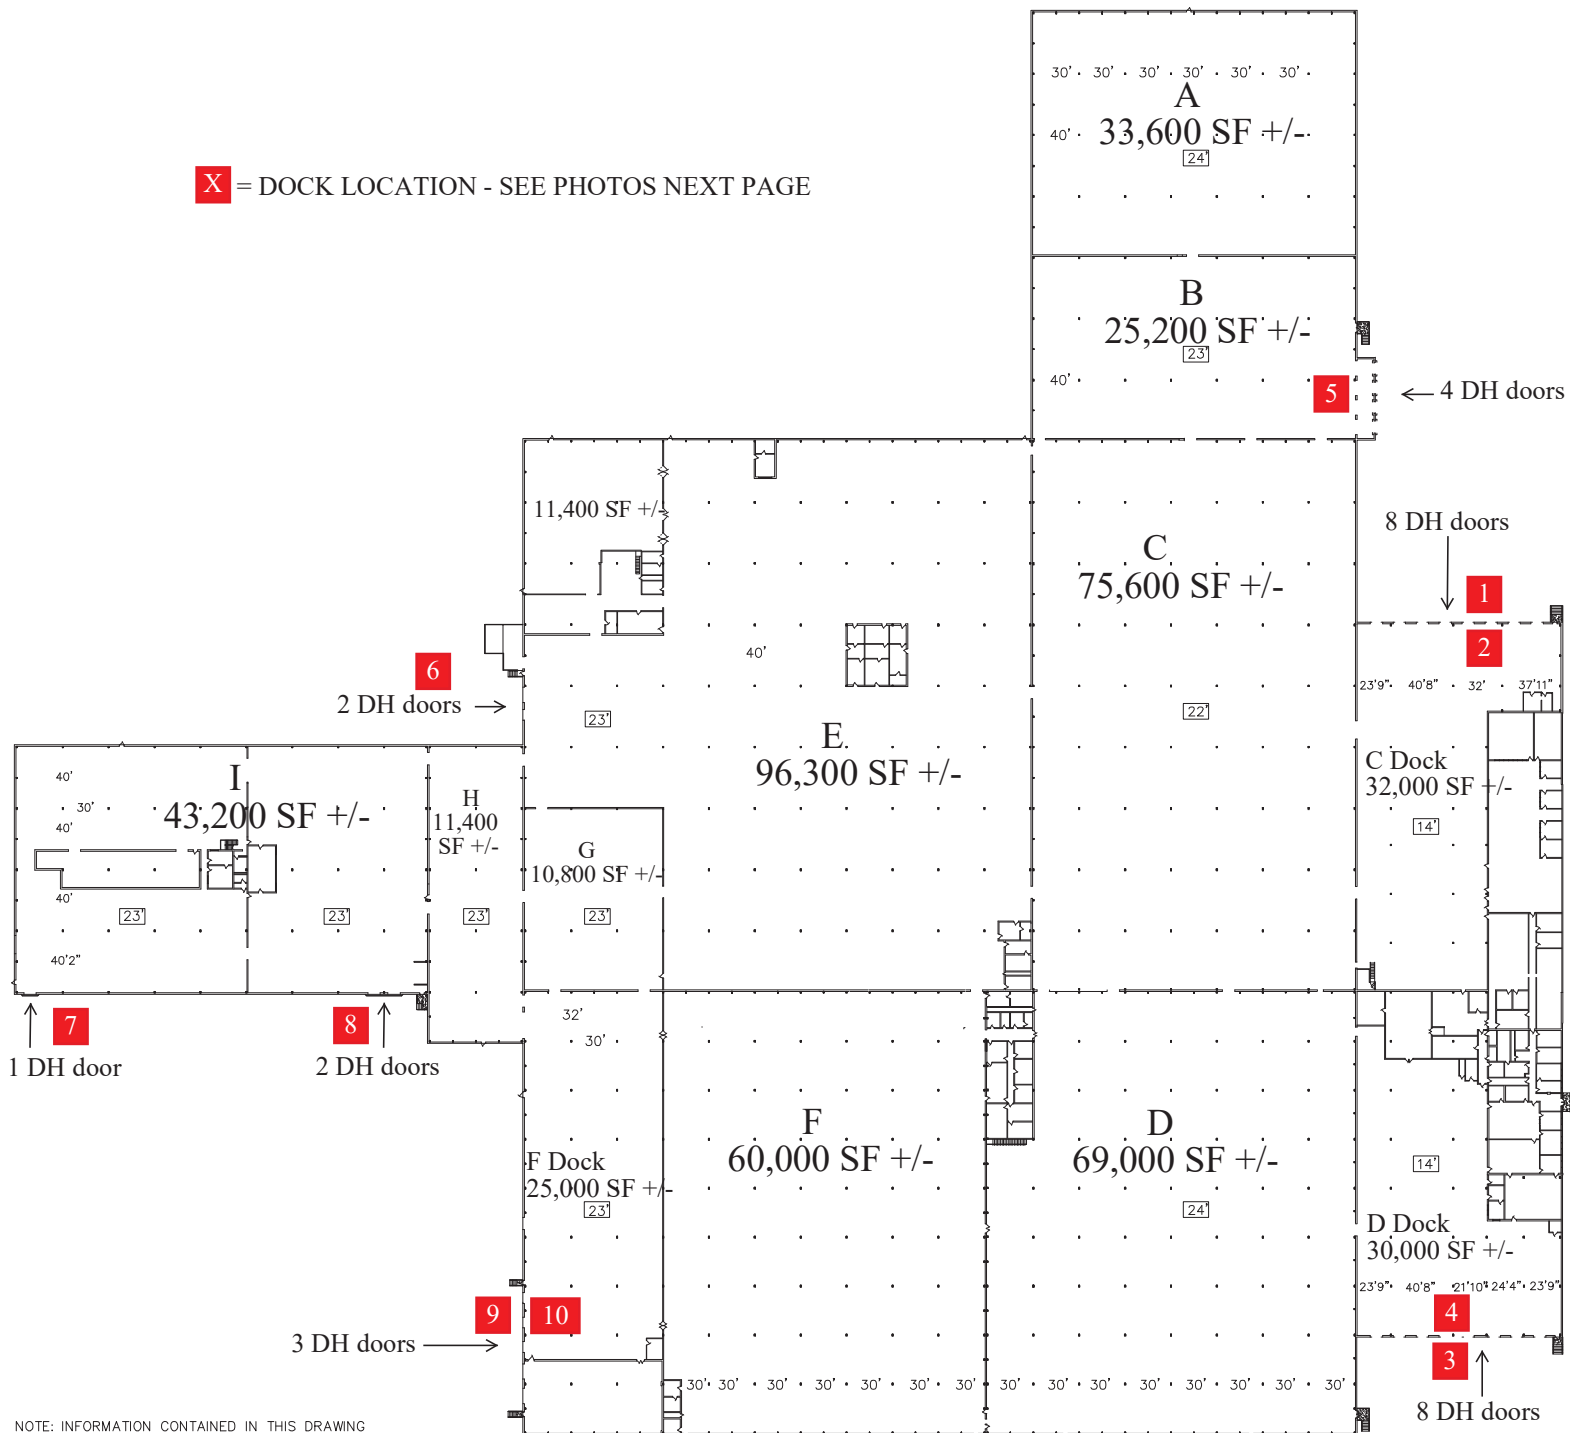 30' 30' 30' 30' 30' 30'
A
40' 33,600 SF +/-
24'
X = DOCK LOCATION - SEE PHOTOS NEXT PAGE
B
25,200 SF +/-
23'
40'
5
4 DH doors
11,400 SF +/-
8 DH doors
C
75,600 SF +/-
1
2
40'
6
2 DH doors
23'9" 40'8" 32' 37'11"
23'
22'
E
96,300 SF +/-
C Dock
32,000 SF +/-
14'
40'
I
30'
43,200 SF +/-
40'
H
11,400
SF +/-
G
10,800 SF +/-
40'
23' 23' 23' 23'
40'2"
7
1 DH door
8
2 DH doors
32'
30'
F
60,000 SF +/-
D
69,000 SF +/-
F Dock
25,000 SF +/-
23'
24'
14'
D Dock
30,000 SF +/-
23'9" 40'8" 21'10" 24'4" 23'9"
9 10
4
3 DH doors
3
30' 30' 30' 30' 30' 30' 30' 30' 30' 30' 30' 30' 30' 30'
8 DH doors
NOTE: INFORMATION CONTAINED IN THIS DRAWING